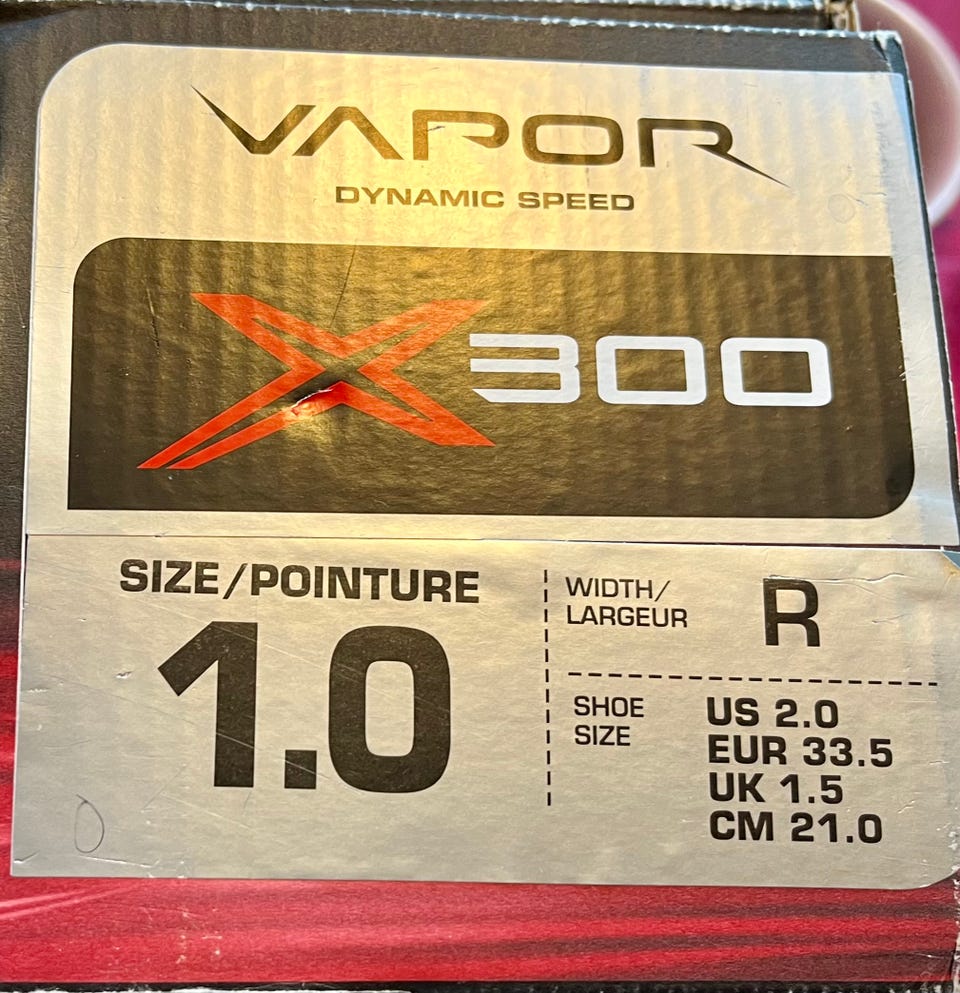 VAPOR
DYNAMIC SPEED
X300
SIZE/POINTURE
1.0
WIDTH/
LARGEUR
R
SHOE
SIZE
US 2.0
EUR 33.5
UK 1.5
CM 21.0